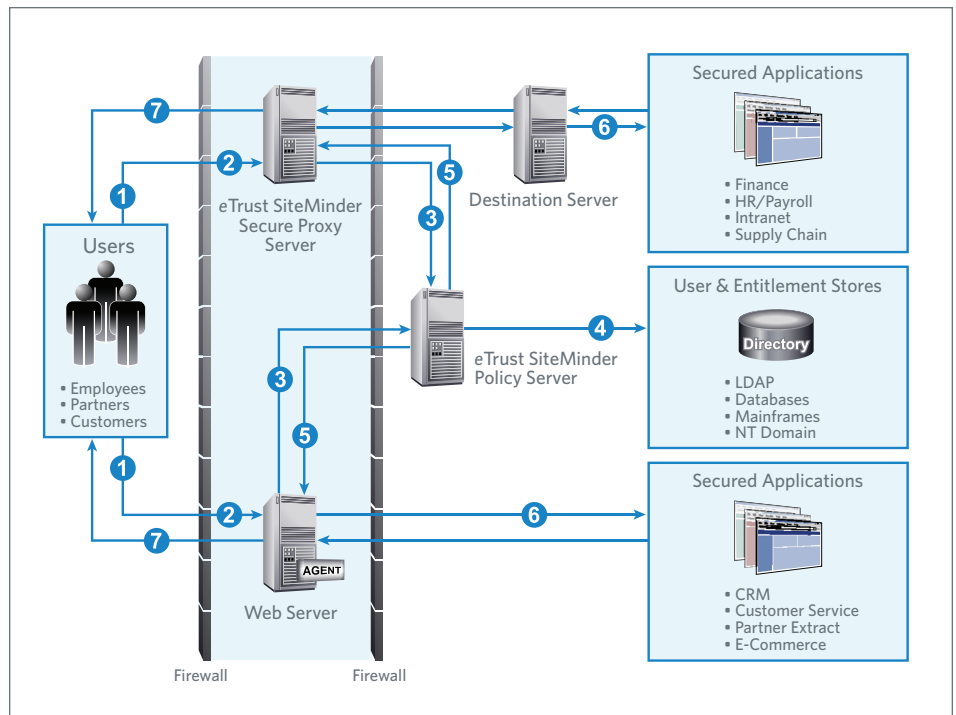 Secured Applications
7
6
2
5
1
eTrust SiteMinder
Secure Proxy
Server
Destination Server
▪ Finance
▪ HR/Payroll
▪ Intranet
▪ Supply Chain
3
Users
▪ Employees
▪ Partners
▪ Customers
User & Entitlement Stores
Directory
▪ LDAP
▪ Databases
▪ Mainframes
▪ NT Domain
4
eTrust SiteMinder
Policy Server
3
5
1
Secured Applications
2
6
7
AGENT
Web Server
▪ CRM
▪ Customer Service
▪ Partner Extract
▪ E-Commerce
Firewall
Firewall